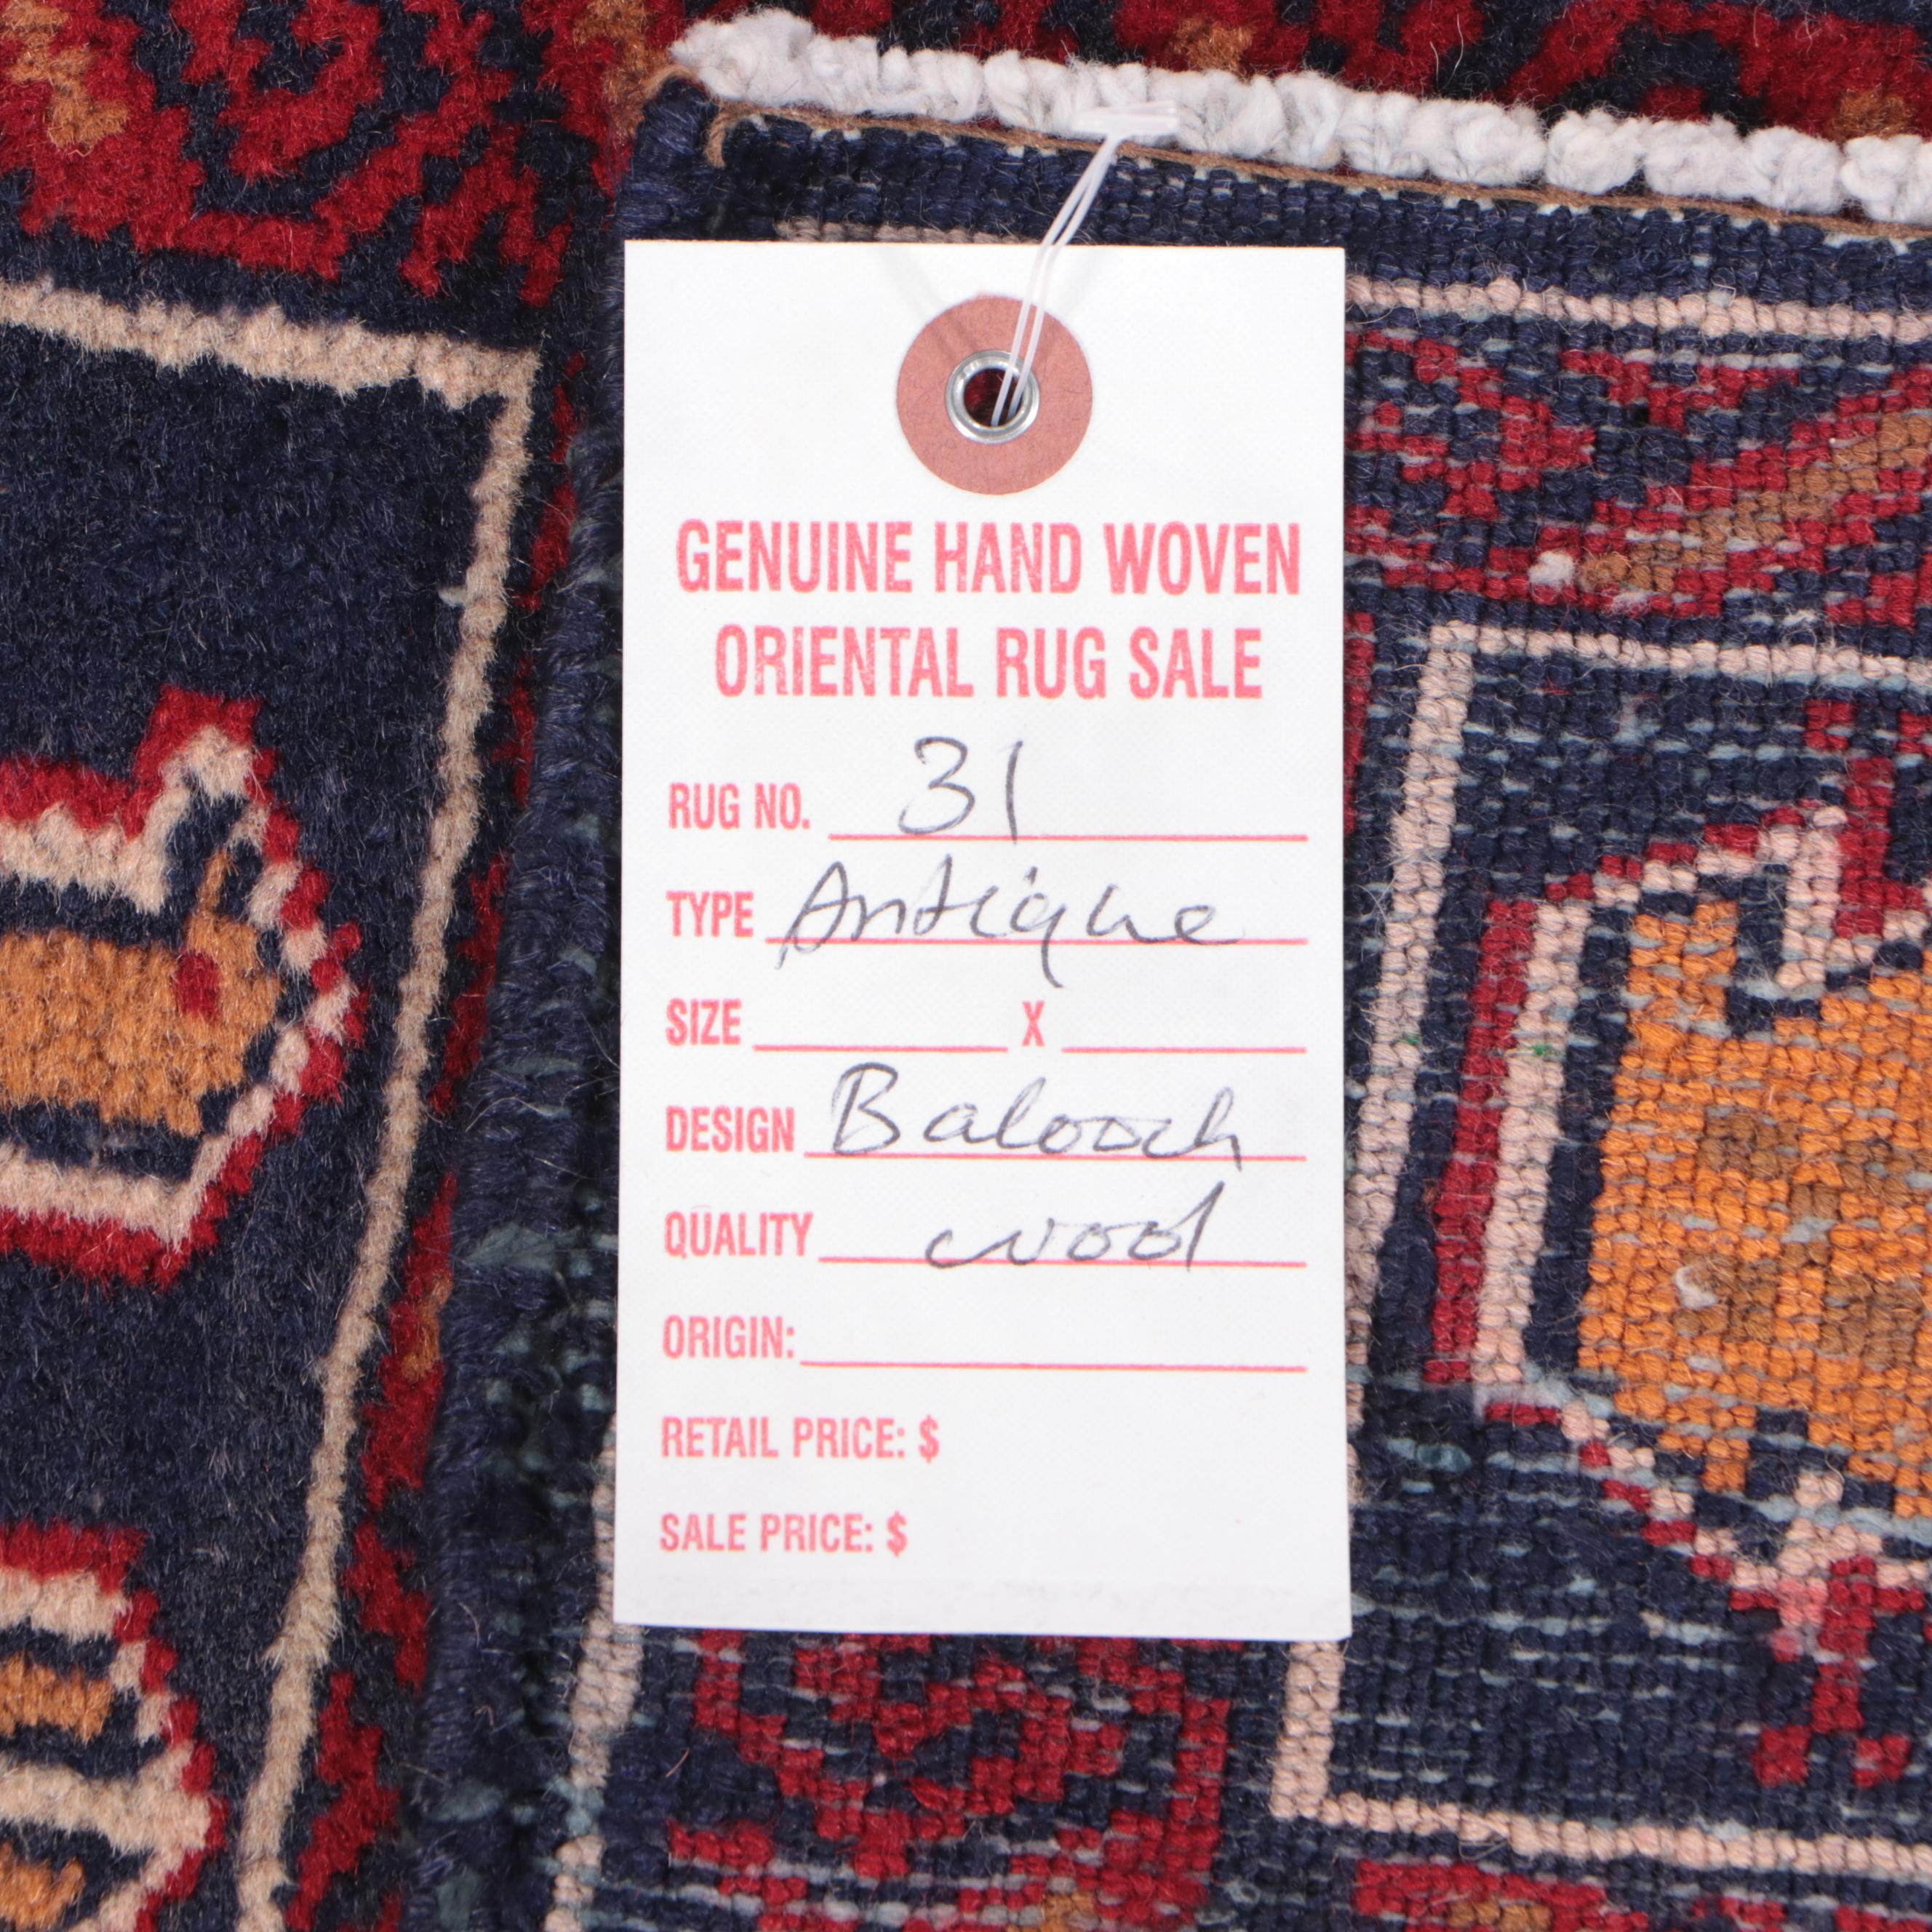 GENUINE HAND WOVEN
ORIENTAL RUG SALE
RUG NO. 31
TYPE Antique
SIZE X
DESIGN Balooch
QUALITY wool
ORIGIN:
RETAIL PRICE: $
SALE PRICE: $